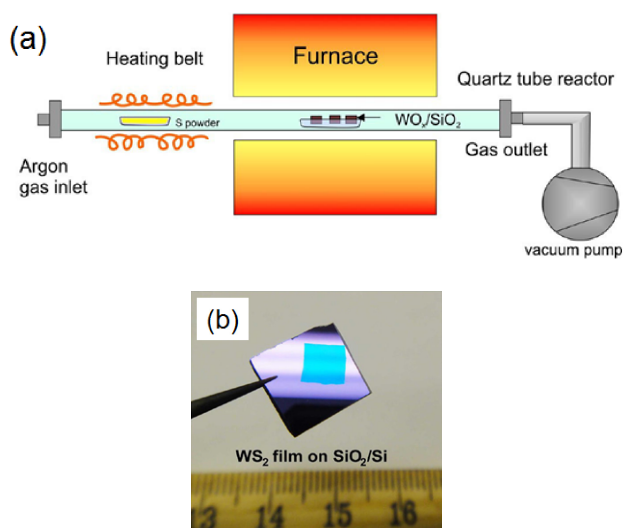 (a)
Heating belt
Furnace
Quartz tube reactor
S powder
WOₓ/SiO₂
Argon
gas inlet
Gas outlet
vacuum pump
(b)
WS₂ film on SiO₂/Si
13 14 15 16